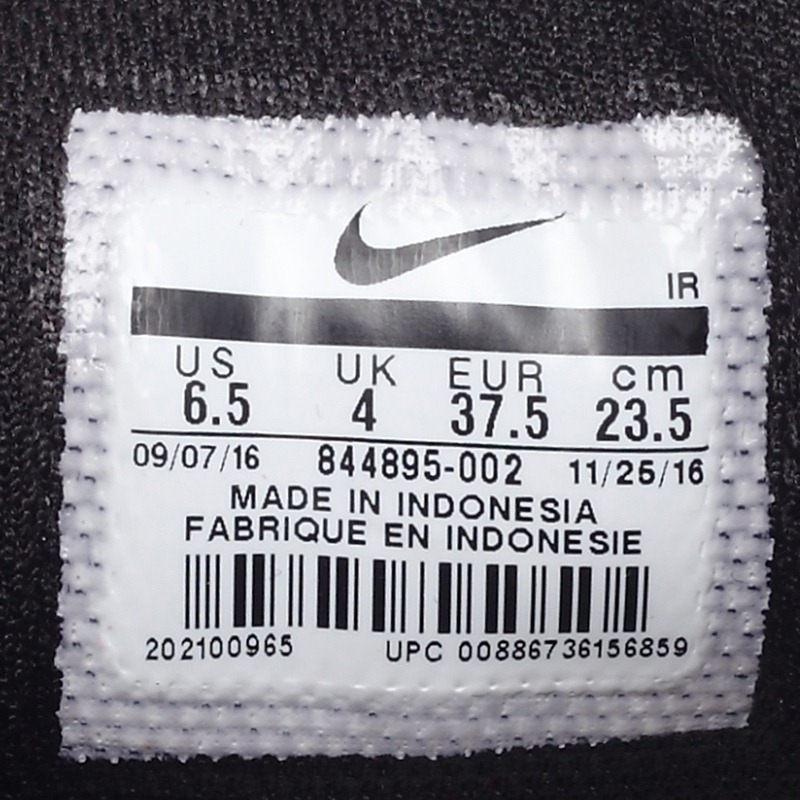 IR
US UK EUR cm
6.5 4 37.5 23.5
09/07/16 844895-002 11/25/16
MADE IN INDONESIA
FABRIQUE EN INDONESIE
202100965 UPC 00886736156859